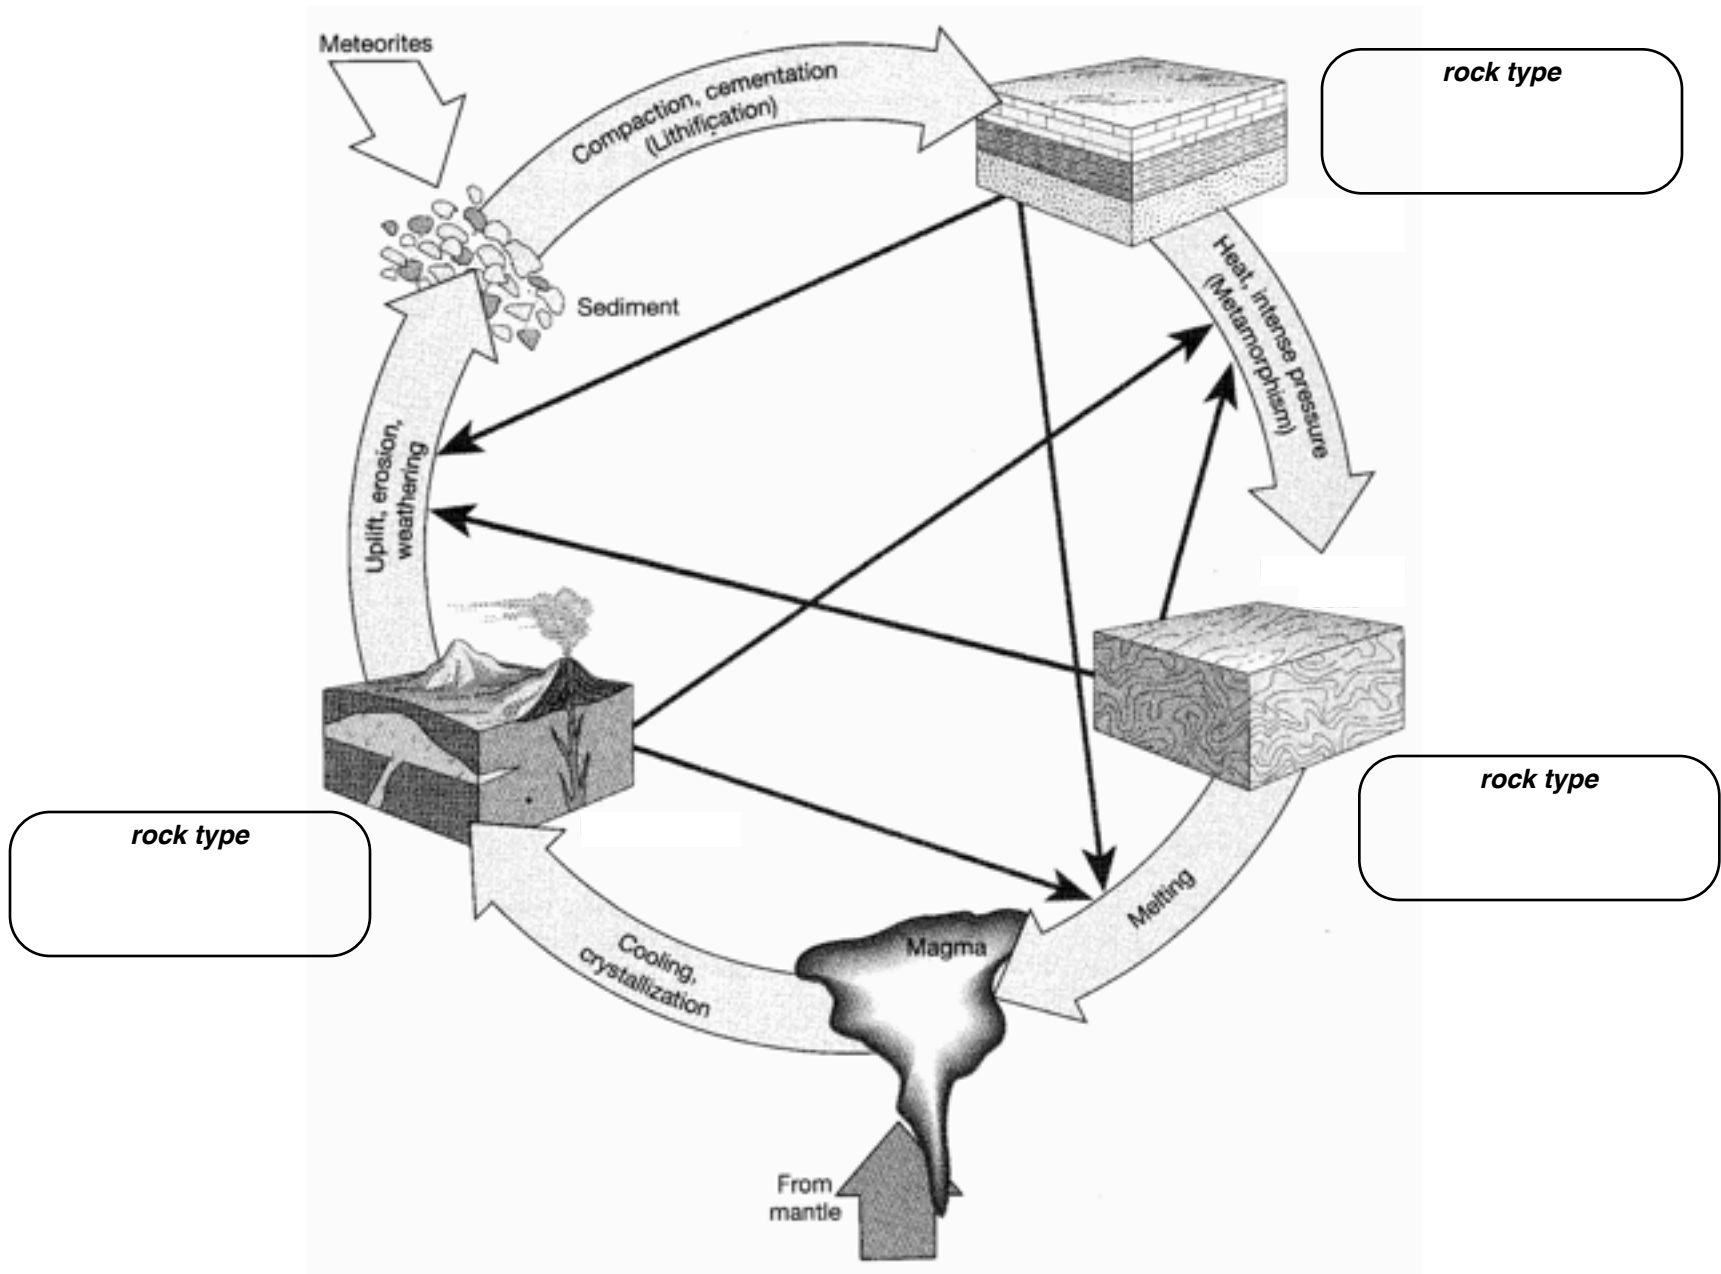 Meteorites
Compaction, cementation
(Lithification)
rock type
Sediment
Heat, intense pressure
(Metamorphism)
Uplift, erosion,
weathering
rock type
rock type
Melting
Magma
Cooling,
crystallization
From
mantle